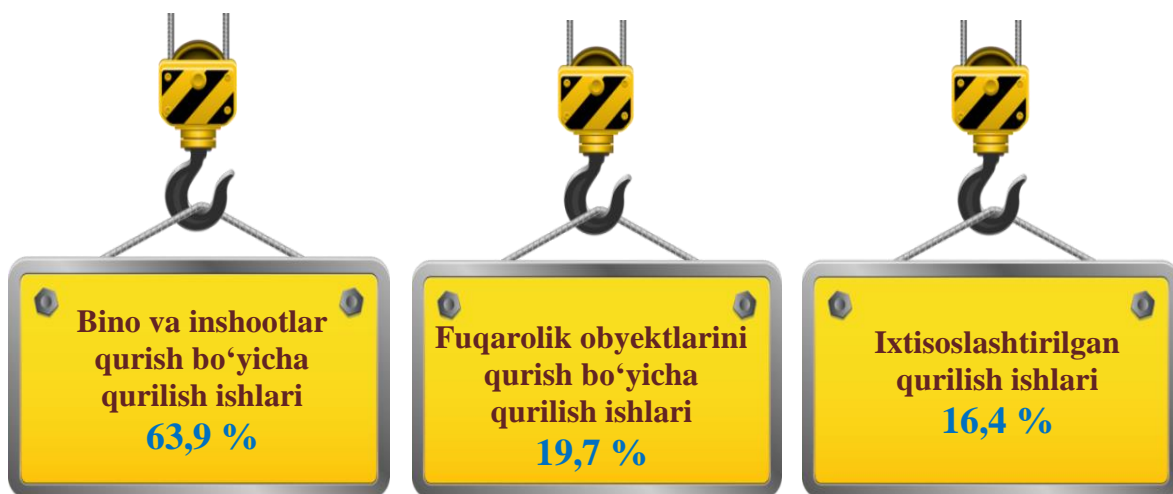 Bino va inshootlar
qurish bo‘yicha
qurilish ishlari
63,9 %
Fuqarolik obyektlarini
qurish bo‘yicha
qurilish ishlari
19,7 %
Ixtisoslashtirilgan
qurilish ishlari
16,4 %